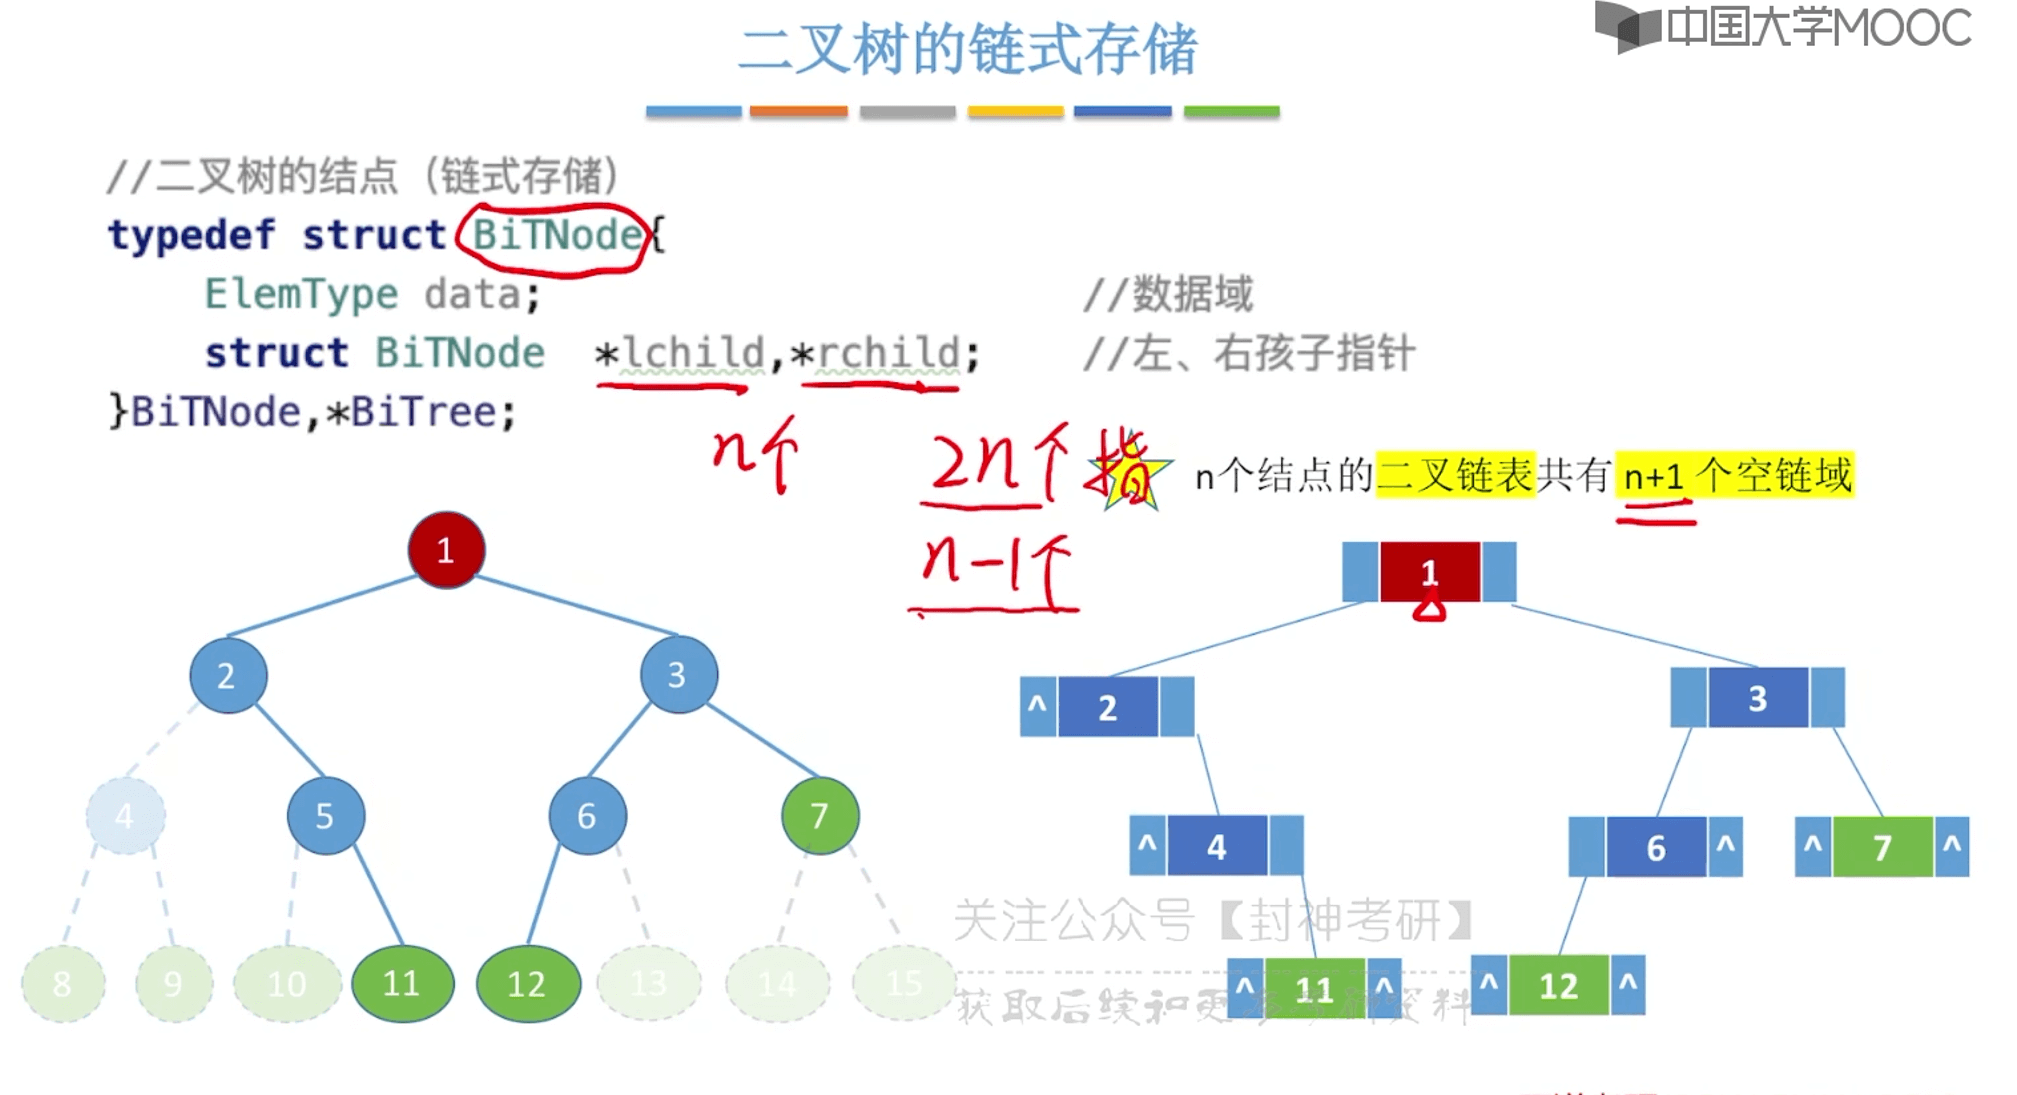 二叉树的链式存储
中国大学MOOC
//二叉树的结点（链式存储）
typedef struct BiTNode{
ElemType data; //数据域
struct BiTNode *lchild,*rchild; //左、右孩子指针
}BiTNode,*BiTree;
n个 2n个指
n个结点的二叉链表共有 n+1 个空链域
n-1个
1
2 3
4 5 6 7
8 9 10 11 12 13 14 15
1
^ 2 3
^ 4 6 ^ ^ 7 ^
关注公众号【封神考研】
^ 11 ^ ^ 12 ^
获取后续和更多考研资料